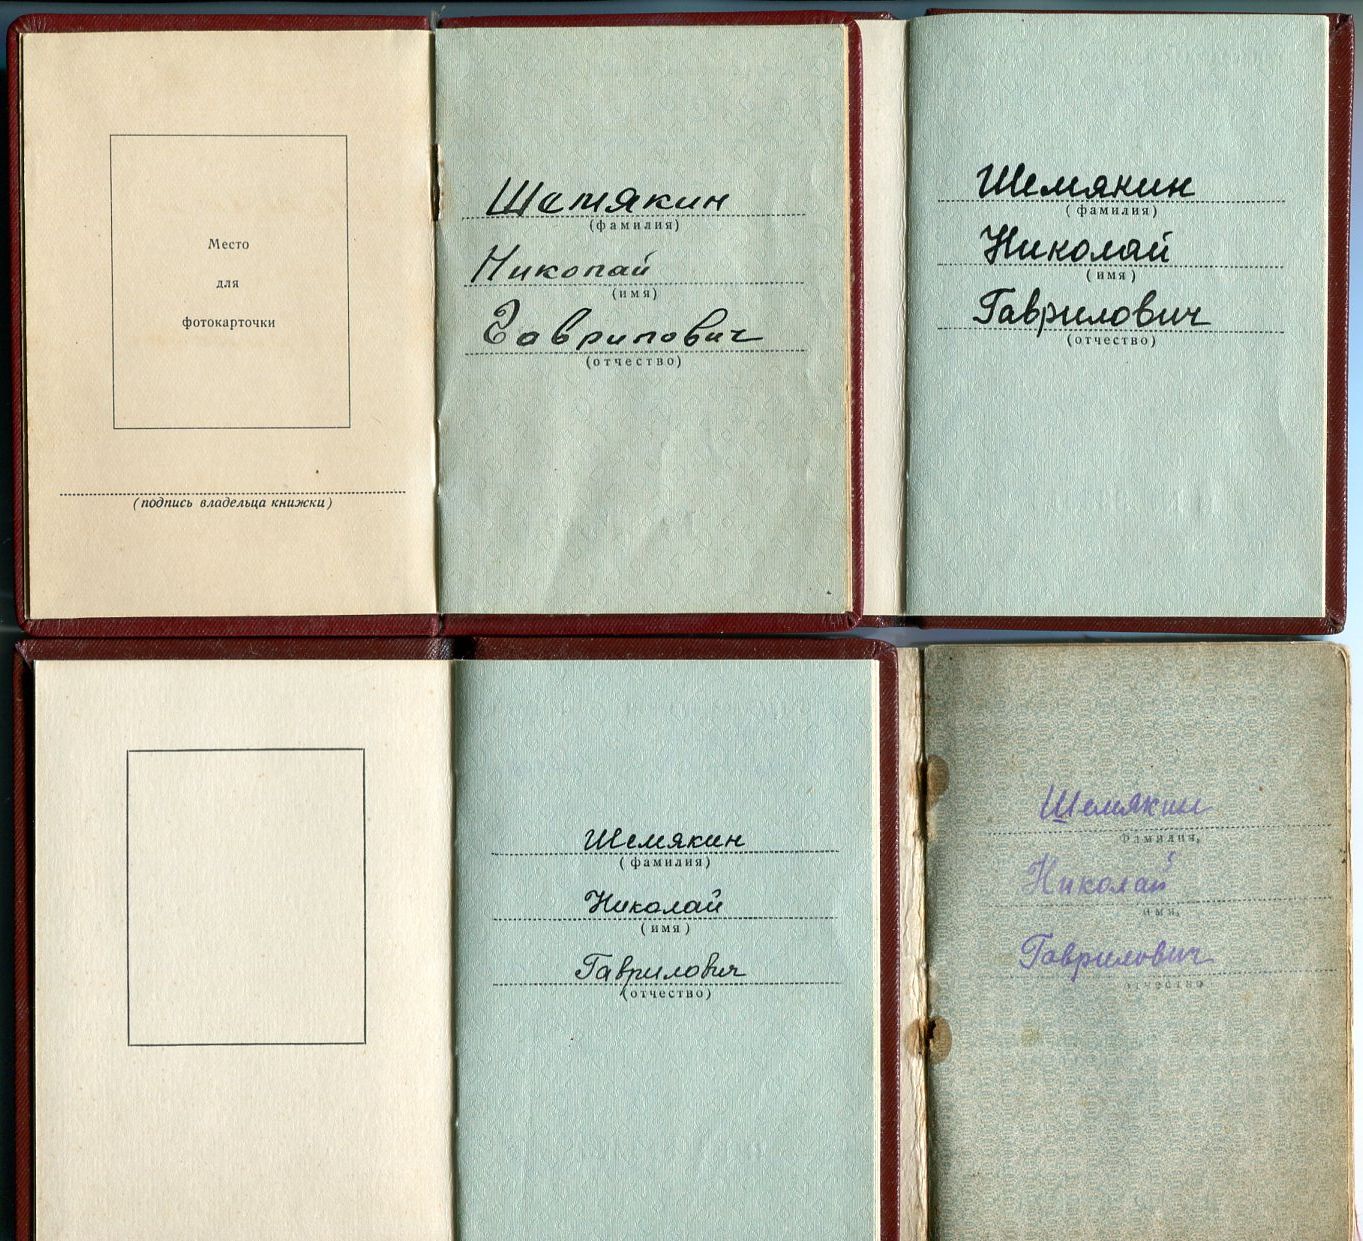 Место
для
фотокарточки
(подпись владельца книжки)
Шемякин
(фамилия)
Николай
(имя)
Гаврилович
(отчество)
Шемякин
(фамилия)
Николай
(имя)
Гаврилович
(отчество)
Шемякин
(фамилия)
Николай
(имя)
Гаврилович
(отчество)
Шемякин
фамилия,
Николай
имя,
Гаврилович
отчество